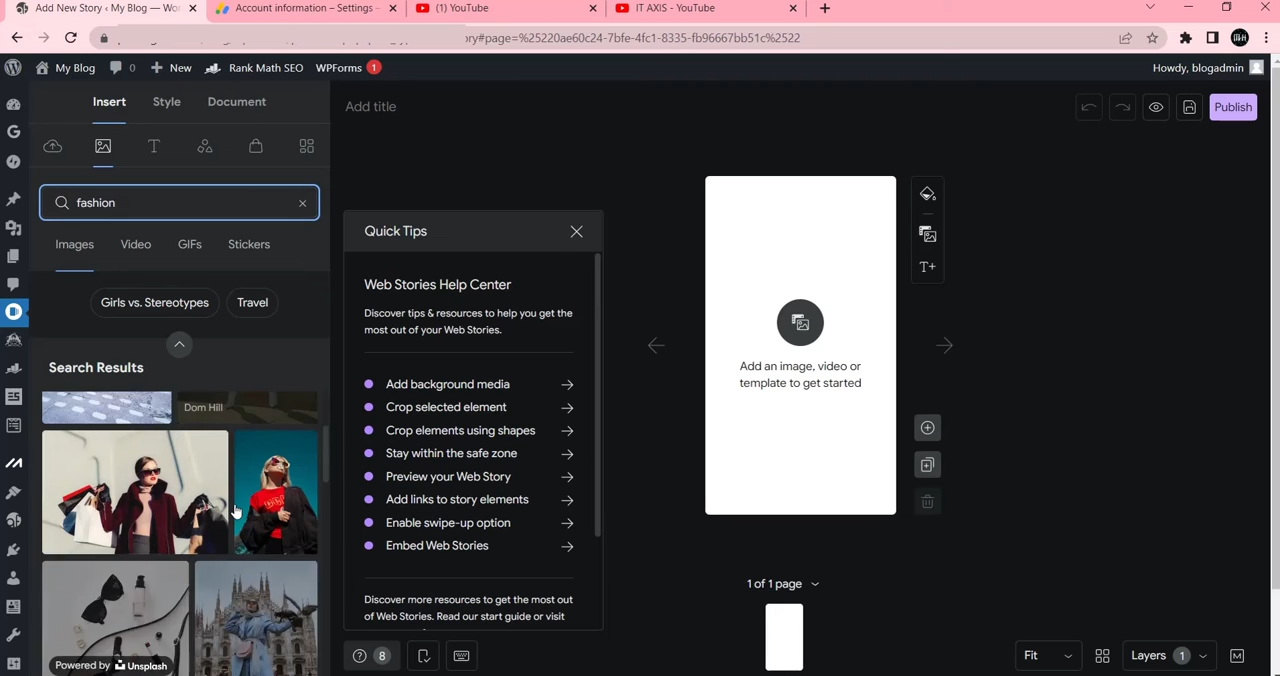 Add New Story ‹ My Blog — Wo
Account information – Settings -
(1) YouTube
IT AXIS - YouTube
ory#page=%25220ae60c24-7bfe-4fc1-8335-fb96667bb51c%2522
My Blog
0
New
Rank Math SEO
WPForms
1
Howdy, blogadmin
Insert
Style
Document
Add title
Publish
fashion
Images
Video
GIFs
Stickers
Girls vs. Stereotypes
Travel
Search Results
Dom Hill
Powered by Unsplash
Quick Tips
Web Stories Help Center
Discover tips & resources to help you get the
most out of your Web Stories.
Add background media
Crop selected element
Crop elements using shapes
Stay within the safe zone
Preview your Web Story
Add links to story elements
Enable swipe-up option
Embed Web Stories
Discover more resources to get the most out
of Web Stories. Read our start guide or visit
8
Add an image, video or
template to get started
T+
1 of 1 page
Fit
Layers
1